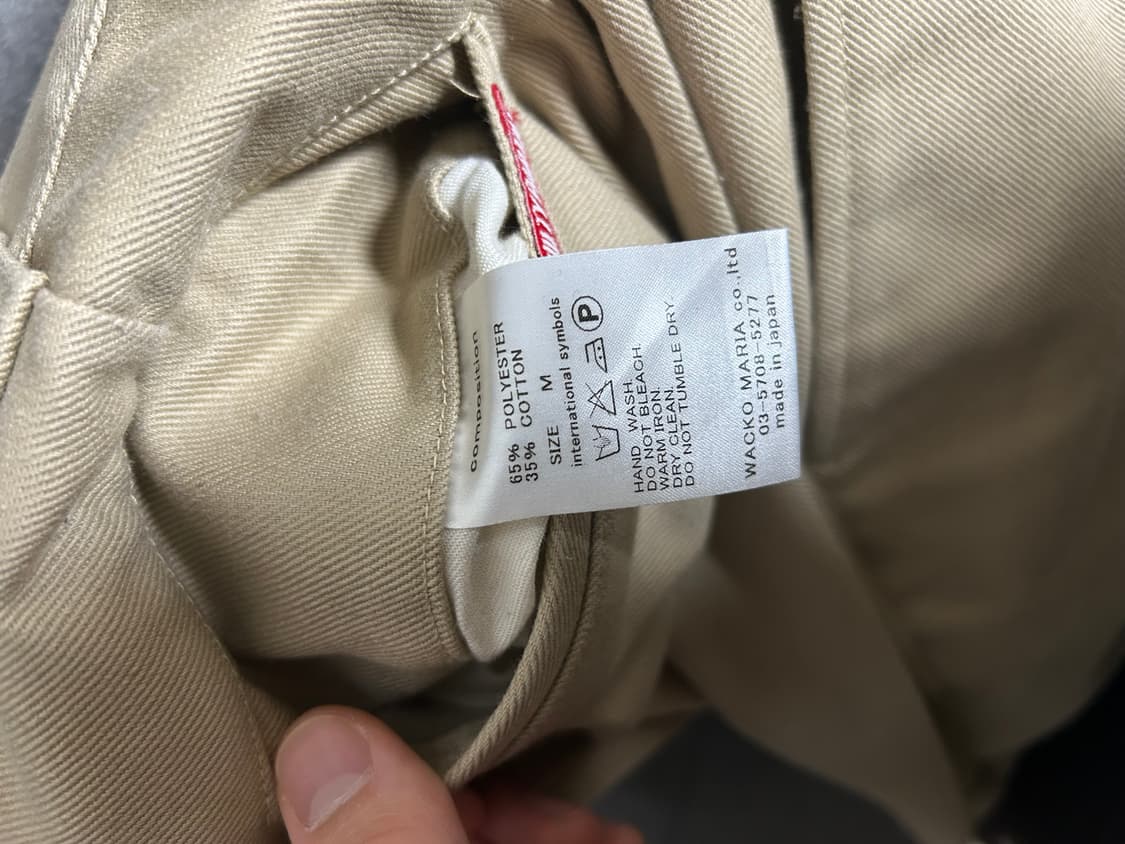 composition
65% POLYESTER
35% COTTON
SIZE M
international symbols
P
HAND WASH.
DO NOT BLEACH.
WARM IRON.
DRY CLEAN.
DO NOT TUMBLE DRY
WACKO MARIA co.,ltd
03-5708-5277
made in japan